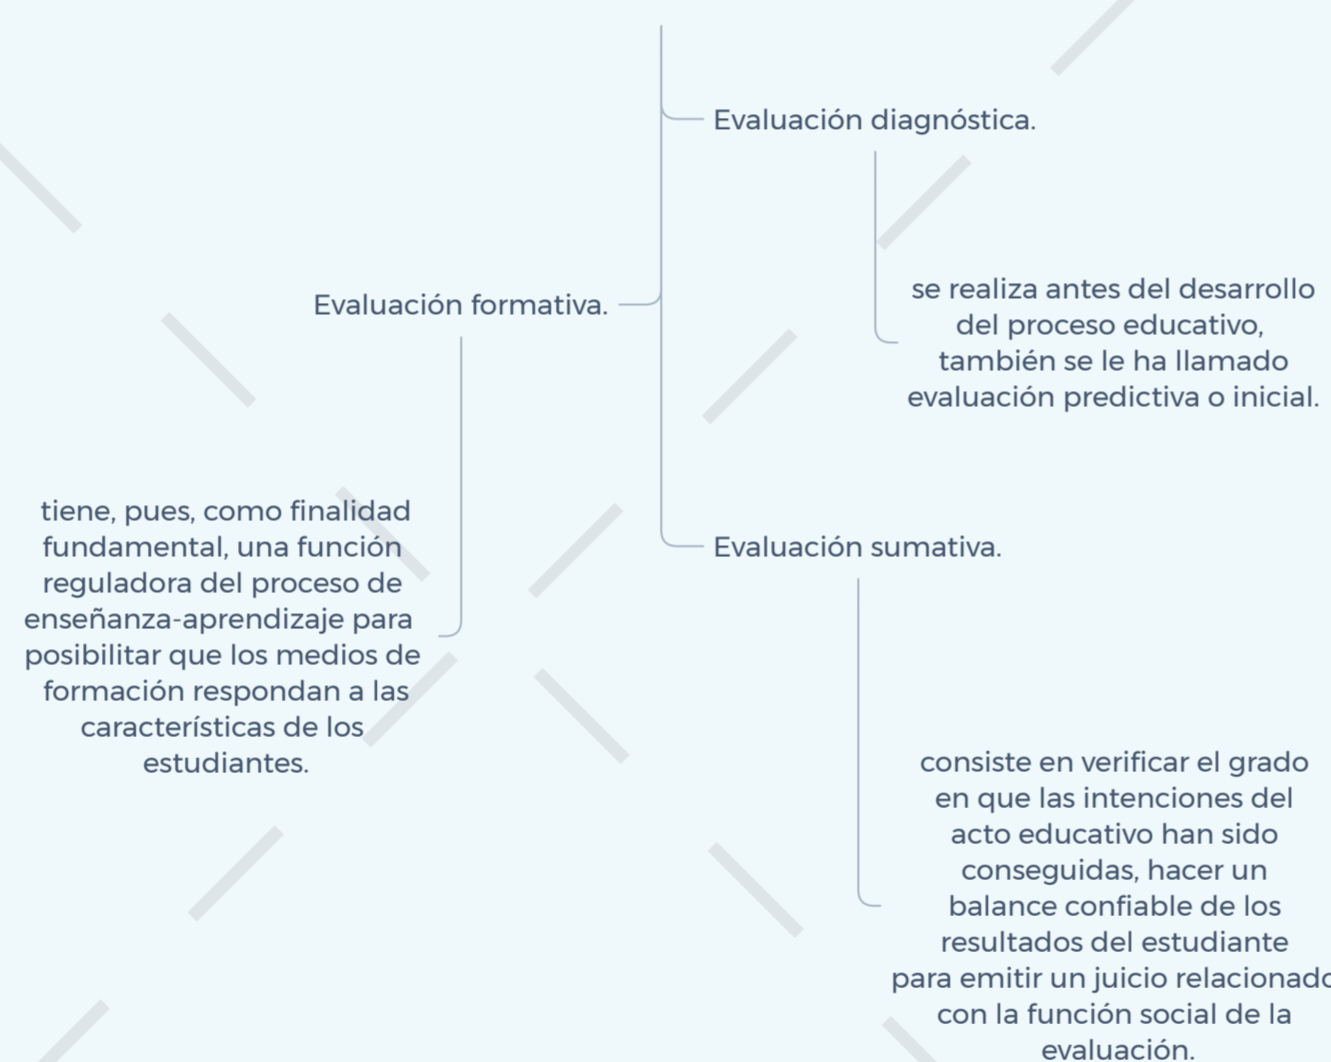 Evaluación diagnóstica.
se realiza antes del desarrollo
del proceso educativo,
también se le ha llamado
evaluación predictiva o inicial.
Evaluación formativa.
tiene, pues, como finalidad
fundamental, una función
reguladora del proceso de
enseñanza-aprendizaje para
posibilitar que los medios de
formación respondan a las
características de los
estudiantes.
Evaluación sumativa.
consiste en verificar el grado
en que las intenciones del
acto educativo han sido
conseguidas, hacer un
balance confiable de los
resultados del estudiante
para emitir un juicio relacionado
con la función social de la
evaluación.